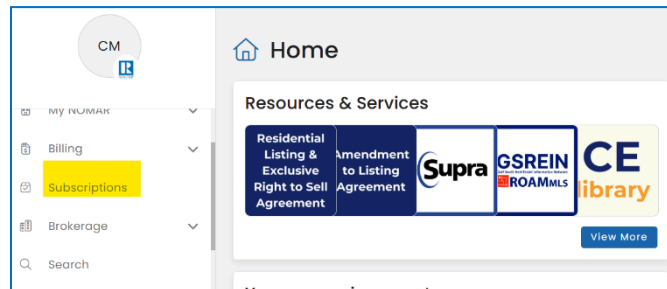 CM
R
My NOMAR
Billing
Subscriptions
Brokerage
Search
Home
Resources & Services
Residential
Listing &
Exclusive
Right to Sell
Agreement
Amendment
to Listing
Agreement
Supra
GSREIN
ROAMMLS
CE
library
View More